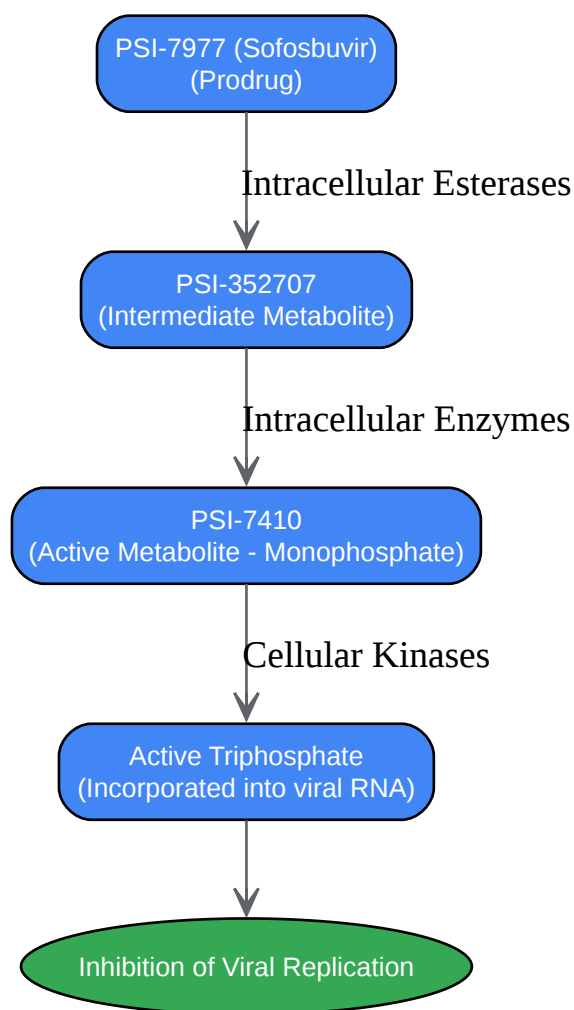 PSI-7977 (Sofosbuvir)
(Prodrug)
Intracellular Esterases
PSI-352707
(Intermediate Metabolite)
Intracellular Enzymes
PSI-7410
(Active Metabolite - Monophosphate)
Cellular Kinases
Active Triphosphate
(Incorporated into viral RNA)
Inhibition of Viral Replication